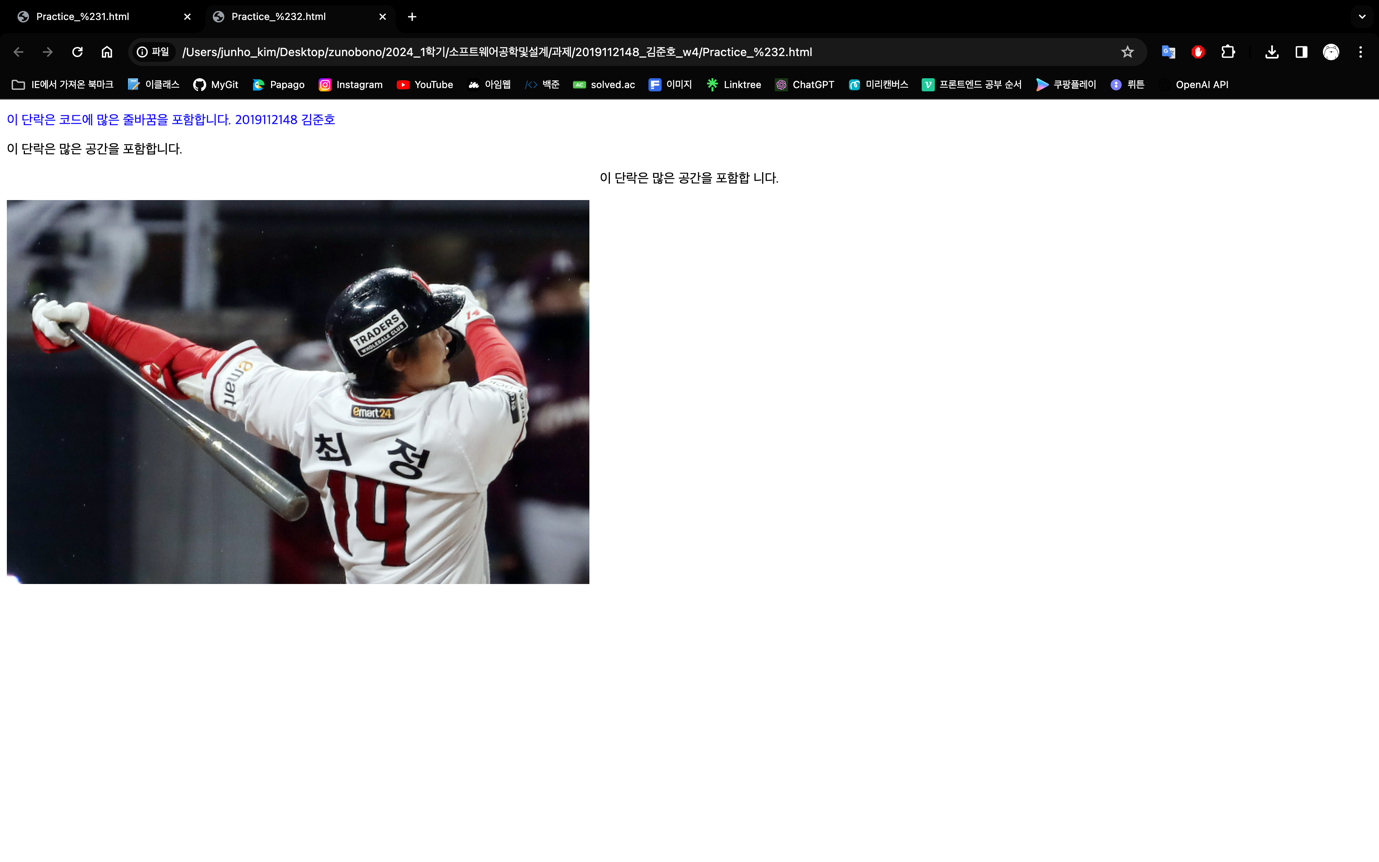 Practice_%231.html
Practice_%232.html
파일 /Users/junho_kim/Desktop/zunobono/2024_1학기/소프트웨어공학및설계/과제/2019112148_김준호_w4/Practice_%232.html
IE에서 가져온 북마크 이클래스 MyGit Papago Instagram YouTube 아임웹 백준 solved.ac 이미지 Linktree ChatGPT 미리캔버스 프론트엔드 공부 순서 쿠팡플레이 뤼튼 OpenAI API
이 단락은 코드에 많은 줄바꿈을 포함합니다. 2019112148 김준호
이 단락은 많은 공간을 포함합니다.
이 단락은 많은 공간을 포함합 니다.
TRADERS
WHOLESALE CLUB
14
emart
emart24
최 정
14